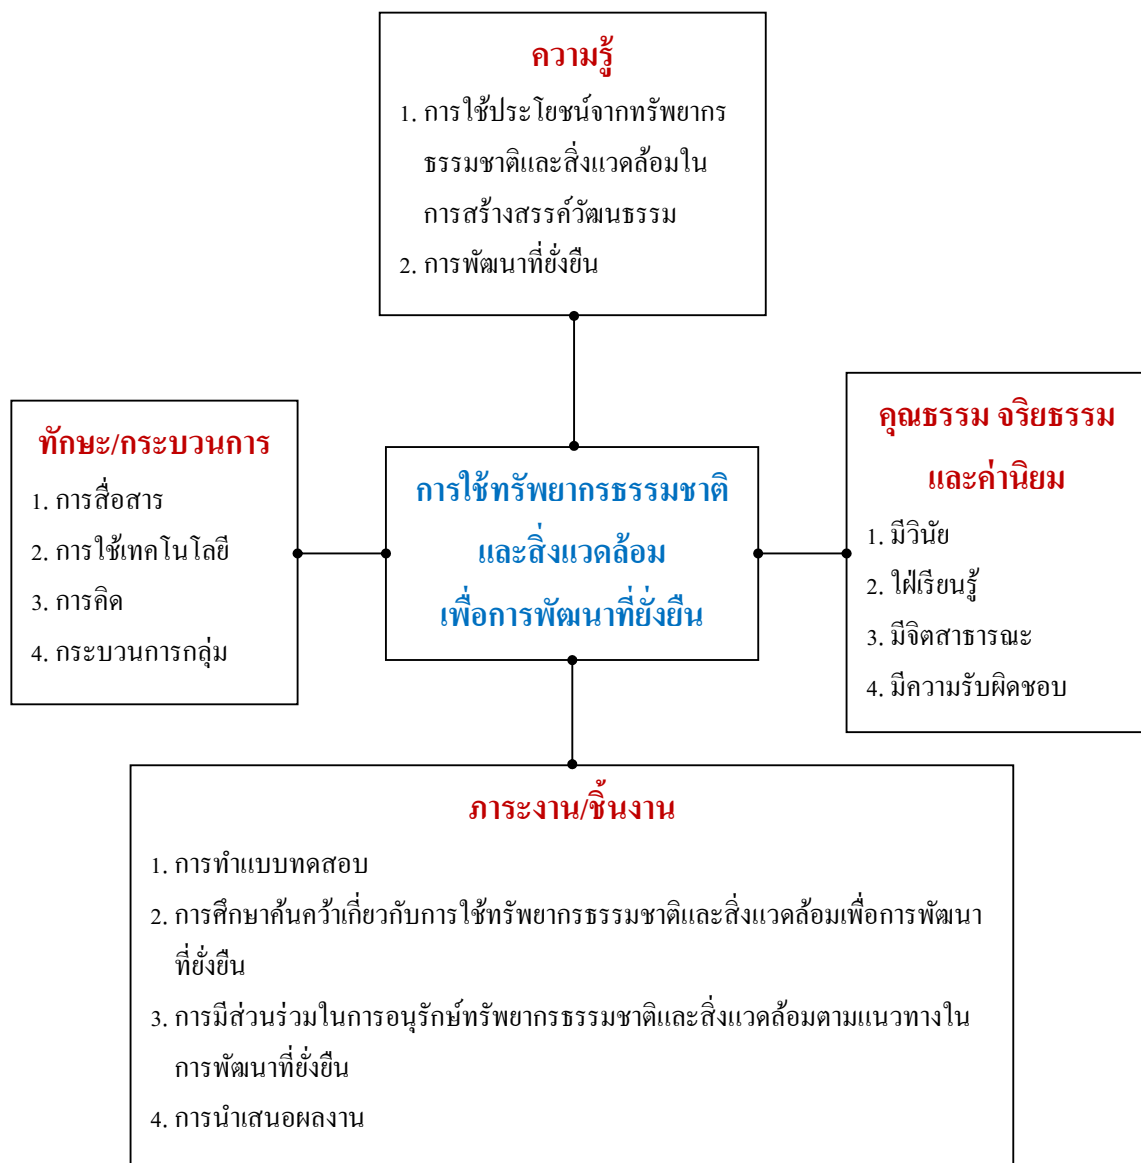 ความรู้
1. การใช้ประโยชน์จากทรัพยากร
ธรรมชาติและสิ่งแวดล้อมใน
การสร้างสรรค์วัฒนธรรม
2. การพัฒนาที่ยั่งยืน
ทักษะ/กระบวนการ
1. การสื่อสาร
2. การใช้เทคโนโลยี
3. การคิด
4. กระบวนการกลุ่ม
การใช้ทรัพยากรธรรมชาติ
และสิ่งแวดล้อม
เพื่อการพัฒนาที่ยั่งยืน
คุณธรรม จริยธรรม
และค่านิยม
1. มีวินัย
2. ใฝ่เรียนรู้
3. มีจิตสาธารณะ
4. มีความรับผิดชอบ
ภาระงาน/ชิ้นงาน
1. การทำแบบทดสอบ
2. การศึกษาค้นคว้าเกี่ยวกับการใช้ทรัพยากรธรรมชาติและสิ่งแวดล้อมเพื่อการพัฒนา
ที่ยั่งยืน
3. การมีส่วนร่วมในการอนุรักษ์ทรัพยากรธรรมชาติและสิ่งแวดล้อมตามแนวทางใน
การพัฒนาที่ยั่งยืน
4. การนำเสนอผลงาน